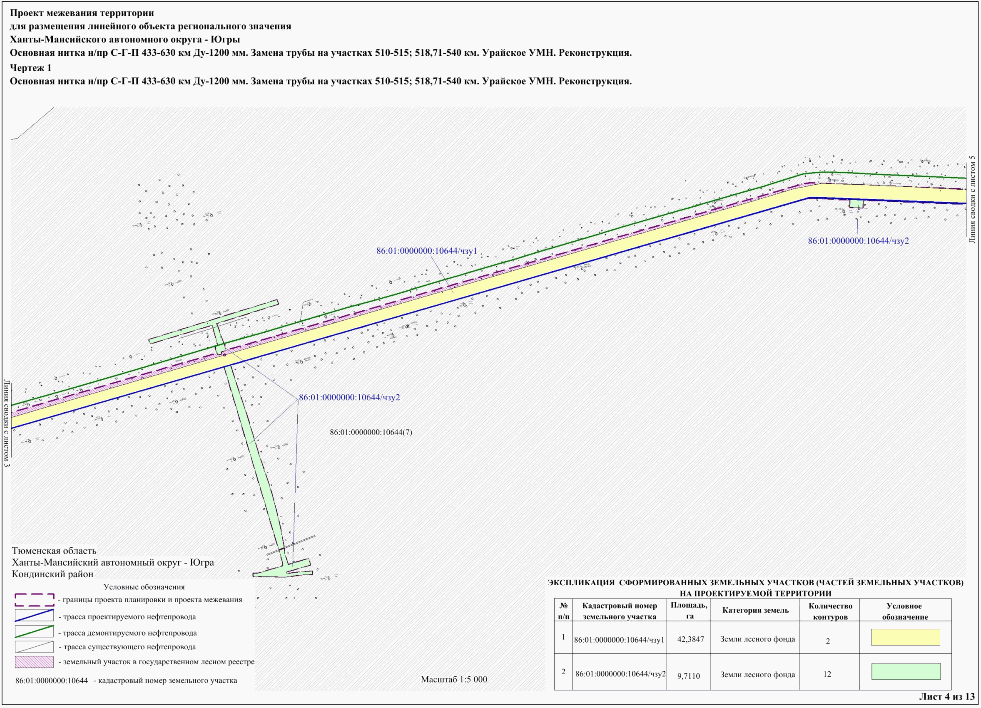 Проект межевания территории
для размещения линейного объекта регионального значения
Ханты-Мансийского автономного округа - Югры
Основная нитка н/пр С-Г-П 433-630 км Ду-1200 мм. Замена трубы на участках 510-515; 518,71-540 км. Урайское УМН. Реконструкция.
Чертеж 1
Основная нитка н/пр С-Г-П 433-630 км Ду-1200 мм. Замена трубы на участках 510-515; 518,71-540 км. Урайское УМН. Реконструкция.
Линия сводки с листом 5
86:01:0000000:10644/чзу1
86:01:0000000:10644/чзу2
86:01:0000000:10644/чзу2
86:01:0000000:10644(7)
Линия сводки с листом 3
Тюменская область
Ханты-Мансийский автономный округ - Югра
Кондинский район
Условные обозначения
- границы проекта планировки и проекта межевания
- трасса проектируемого нефтепровода
- трасса демонтируемого нефтепровода
- трасса существующего нефтепровода
- земельный участок в государственном лесном реестре
86:01:0000000:10644 - кадастровый номер земельного участка
Масштаб 1:5 000
ЭКСПЛИКАЦИЯ СФОРМИРОВАННЫХ ЗЕМЕЛЬНЫХ УЧАСТКОВ (ЧАСТЕЙ ЗЕМЕЛЬНЫХ УЧАСТКОВ)
НА ПРОЕКТИРУЕМОЙ ТЕРРИТОРИИ
№ п/п Кадастровый номер земельного участка Площадь, га Категория земель Количество контуров Условное обозначение
1 86:01:0000000:10644/чзу1 42,3847 Земли лесного фонда 2
2 86:01:0000000:10644/чзу2 9,7110 Земли лесного фонда 12
Лист 4 из 13